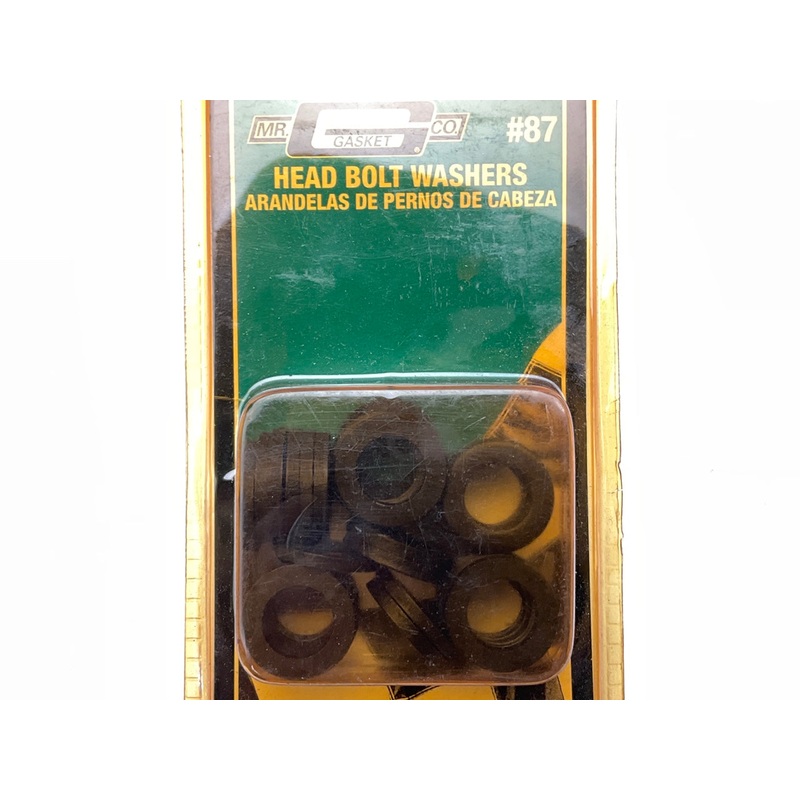 MR. GASKET CO. ®
#87
HEAD BOLT WASHERS
ARANDELAS DE PERNOS DE CABEZA